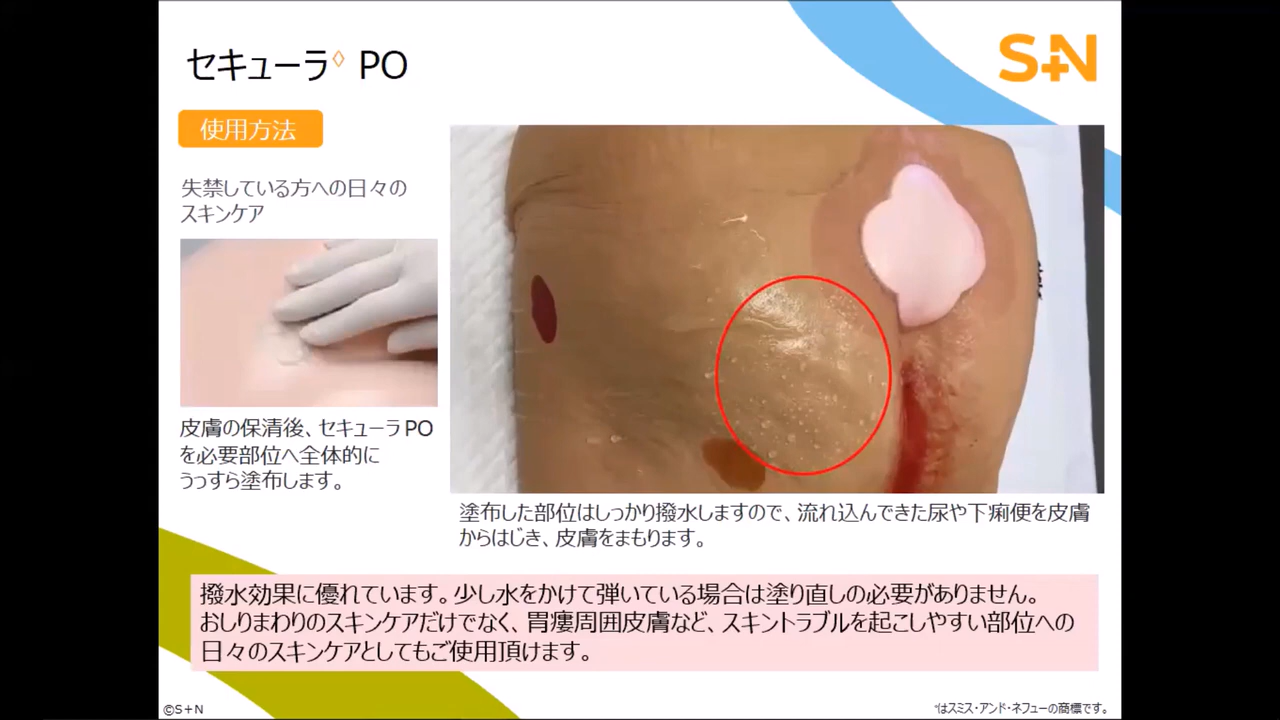 セキューラ◊ PO
S+N
使用方法
失禁している方への日々の
スキンケア
皮膚の保清後、セキューラPO
を必要部位へ全体的に
うっすら塗布します。
塗布した部位はしっかり撥水しますので、流れ込んできた尿や下痢便を皮膚
からはじき、皮膚をまもります。
撥水効果に優れています。少し水をかけて弾いている場合は塗り直しの必要がありません。
おしりまわりのスキンケアだけでなく、胃瘻周囲皮膚など、スキントラブルを起こしやすい部位への
日々のスキンケアとしてもご使用頂けます。
©S+N
◊はスミス・アンド・ネフューの商標です。